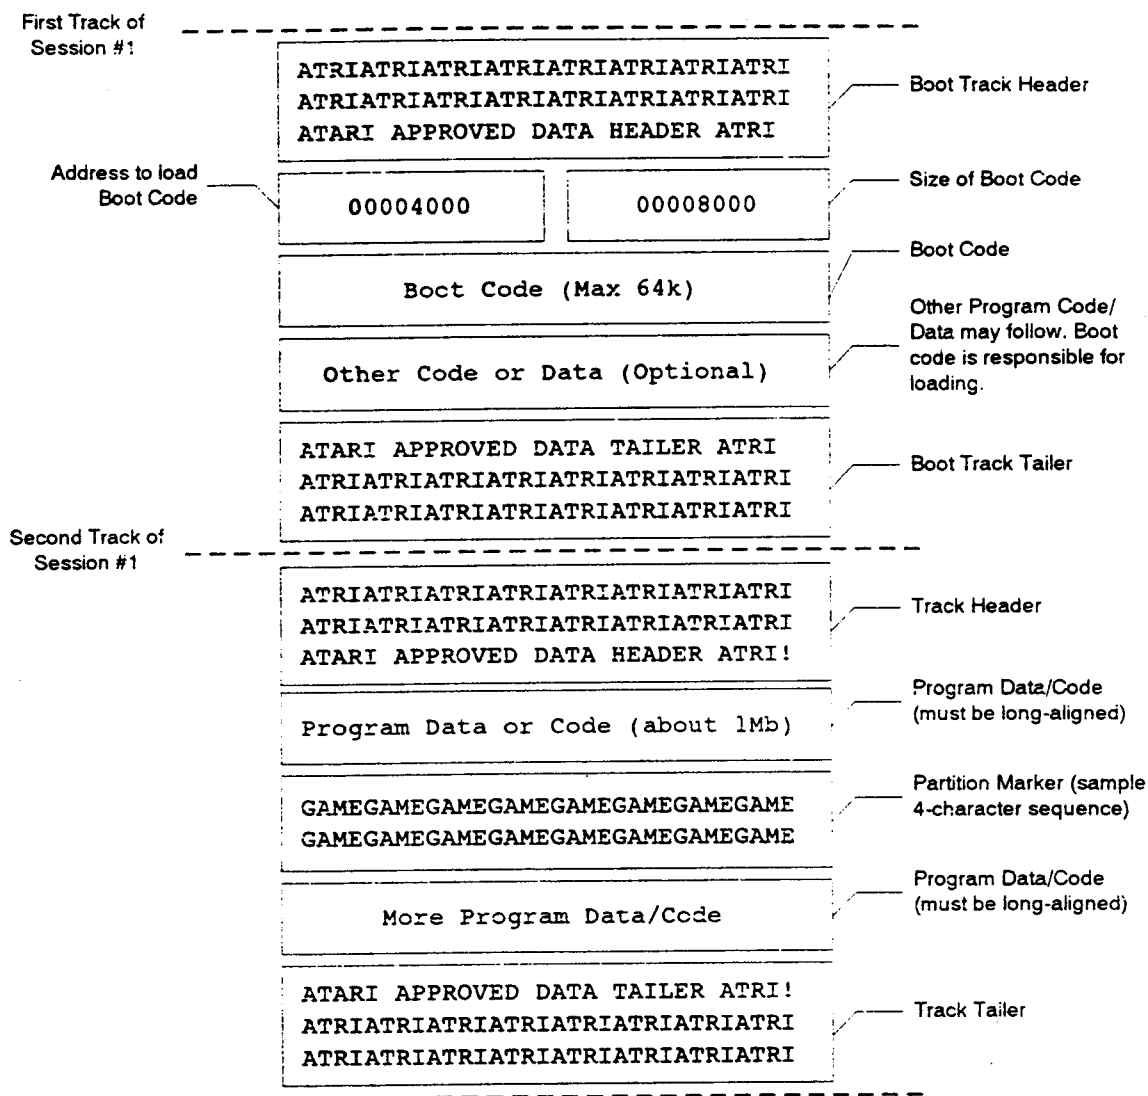 First Track of
Session #1
ATRIATRIATRIATRIATRIATRIATRIATRI
ATRIATRIATRIATRIATRIATRIATRIATRI
ATARI APPROVED DATA HEADER ATRI
Boot Track Header
Address to load
Boot Code
00004000
00008000
Size of Boot Code
Boot Code (Max 64k)
Boot Code
Other Code or Data (Optional)
Other Program Code/
Data may follow. Boot
code is responsible for
loading.
ATARI APPROVED DATA TAILER ATRI
ATRIATRIATRIATRIATRIATRIATRIATRI
ATRIATRIATRIATRIATRIATRIATRIATRI
Boot Track Tailer
Second Track of
Session #1
ATRIATRIATRIATRIATRIATRIATRIATRI
ATRIATRIATRIATRIATRIATRIATRIATRI
ATARI APPROVED DATA HEADER ATRI!
Track Header
Program Data or Code (about 1Mb)
Program Data/Code
(must be long-aligned)
GAMEGAMEGAMEGAMEGAMEGAMEGAMEGAME
GAMEGAMEGAMEGAMEGAMEGAMEGAMEGAME
Partition Marker (sample
4-character sequence)
More Program Data/Code
Program Data/Code
(must be long-aligned)
ATARI APPROVED DATA TAILER ATRI!
ATRIATRIATRIATRIATRIATRIATRIATRI
ATRIATRIATRIATRIATRIATRIATRIATRI
Track Tailer